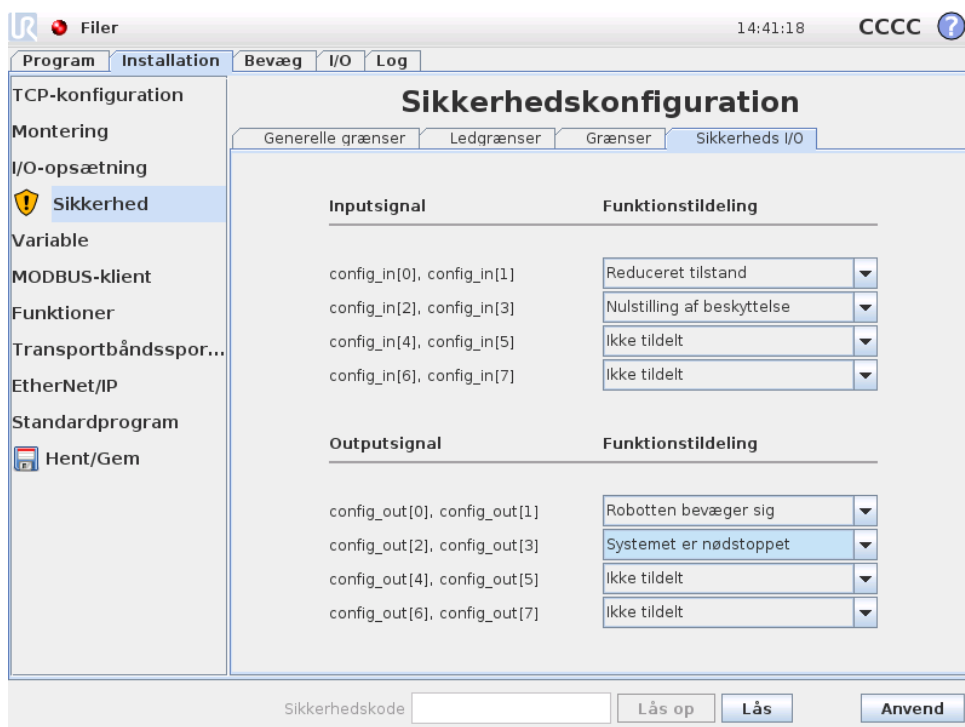 UR Filer 14:41:18 CCCC ?
Program Installation Bevæg I/O Log
TCP-konfiguration
Montering
I/O-opsætning
Sikkerhed
Variable
MODBUS-klient
Funktioner
Transportbåndsspor...
EtherNet/IP
Standardprogram
Hent/Gem
Sikkerhedskonfiguration
Generelle grænser Ledgrænser Grænser Sikkerheds I/O
Inputsignal Funktionstildeling
config_in[0], config_in[1] Reduceret tilstand
config_in[2], config_in[3] Nulstilling af beskyttelse
config_in[4], config_in[5] Ikke tildelt
config_in[6], config_in[7] Ikke tildelt
Outputsignal Funktionstildeling
config_out[0], config_out[1] Robotten bevæger sig
config_out[2], config_out[3] Systemet er nødstoppet
config_out[4], config_out[5] Ikke tildelt
config_out[6], config_out[7] Ikke tildelt
Sikkerhedskode Lås op Lås Anvend